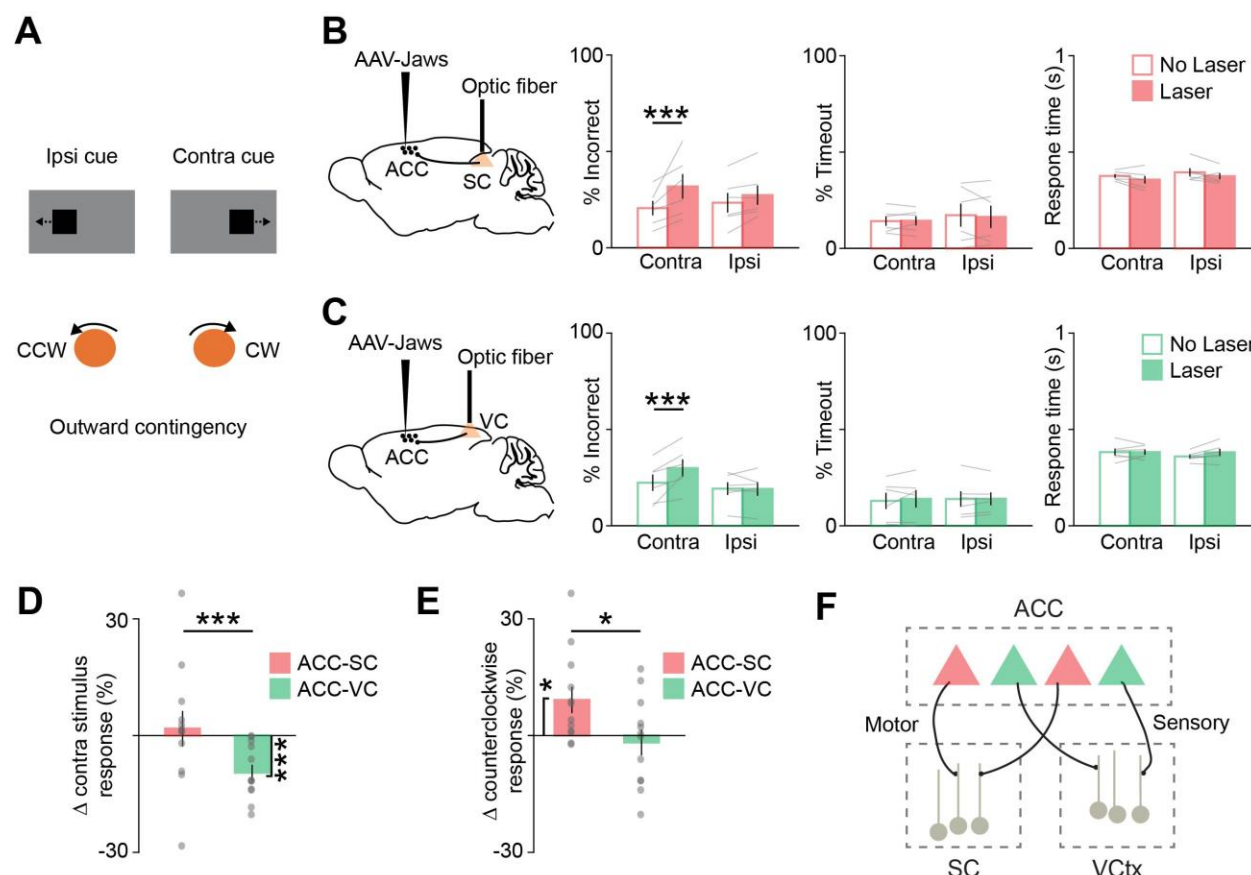 A
Ipsi cue
Contra cue
CCW
CW
Outward contingency
B
AAV-Jaws
Optic fiber
ACC
SC
100
% Incorrect
0
***
Contra
Ipsi
100
% Timeout
0
Contra
Ipsi
1
Respone time (s)
0
No Laser
Laser
Contra
Ipsi
C
AAV-Jaws
Optic fiber
VC
ACC
100
% Incorrect
0
***
Contra
Ipsi
100
% Timeout
0
Contra
Ipsi
1
Respone time (s)
0
No Laser
Laser
Contra
Ipsi
D
30
Δ contra stimulus
response (%)
-30
***
***
ACC-SC
ACC-VC
E
30
Δ counterclockwise
response (%)
-30
*
*
ACC-SC
ACC-VC
F
ACC
Motor
Sensory
SC
VCtx